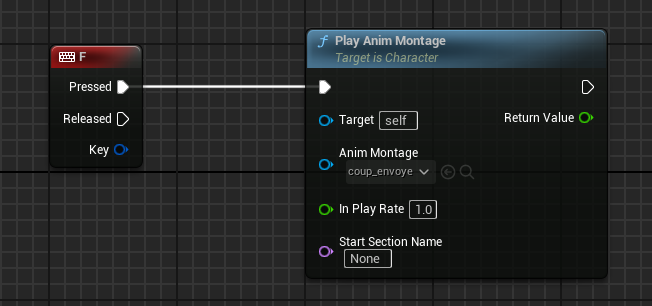 F
Pressed
Released
Key
f Play Anim Montage
Target is Character
Target self
Return Value
Anim Montage
coup_envoye
In Play Rate 1.0
Start Section Name
None